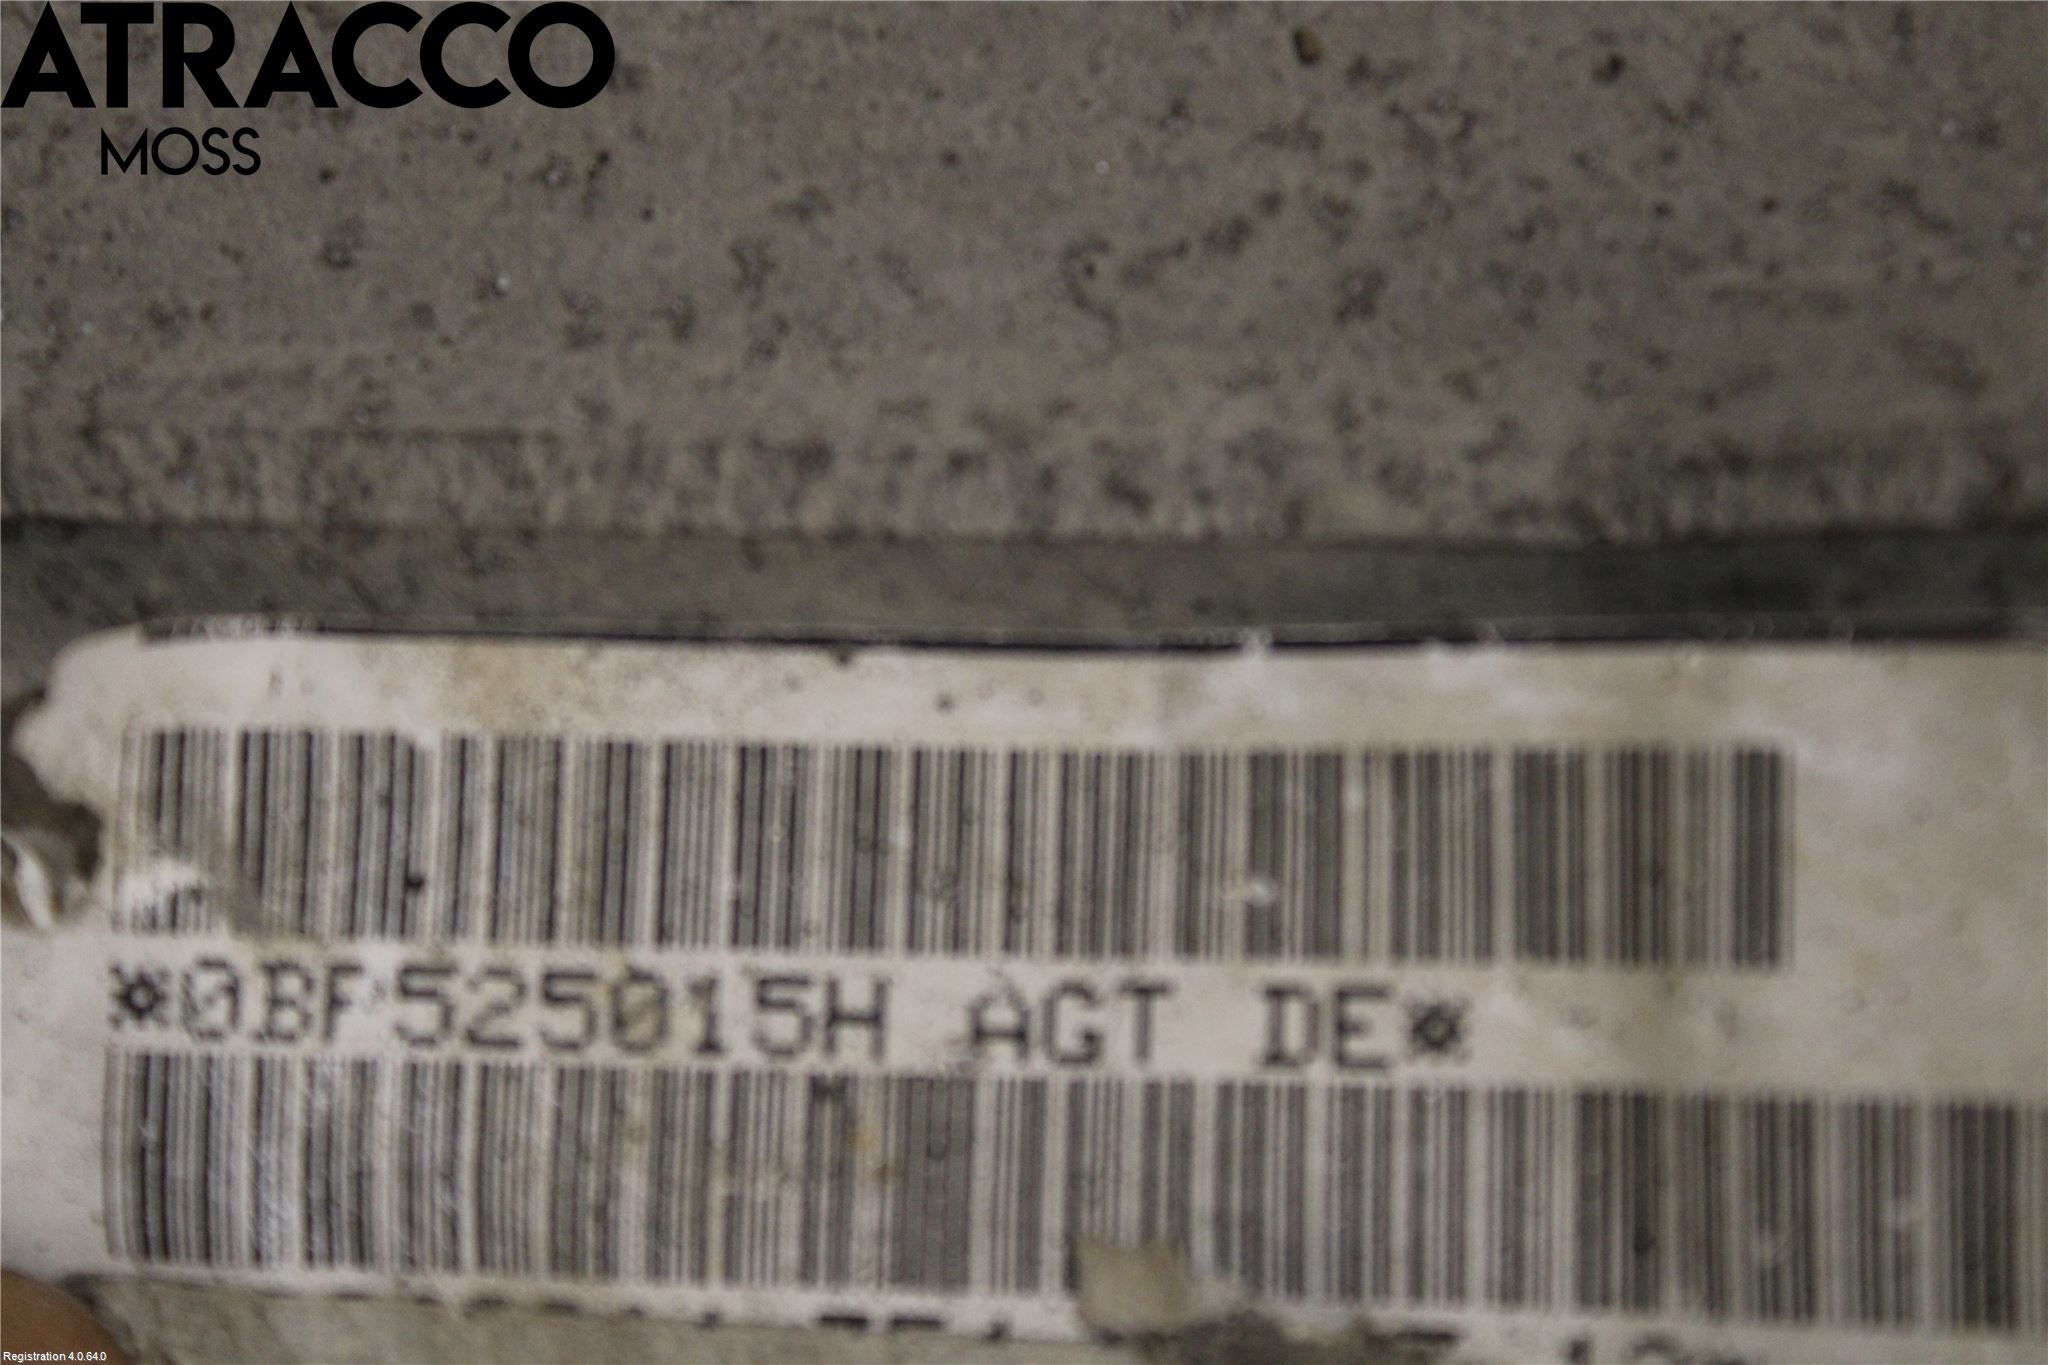 ATRACCO
MOSS
*0BF525015H AGT DE*
Registration 4.0.64.0